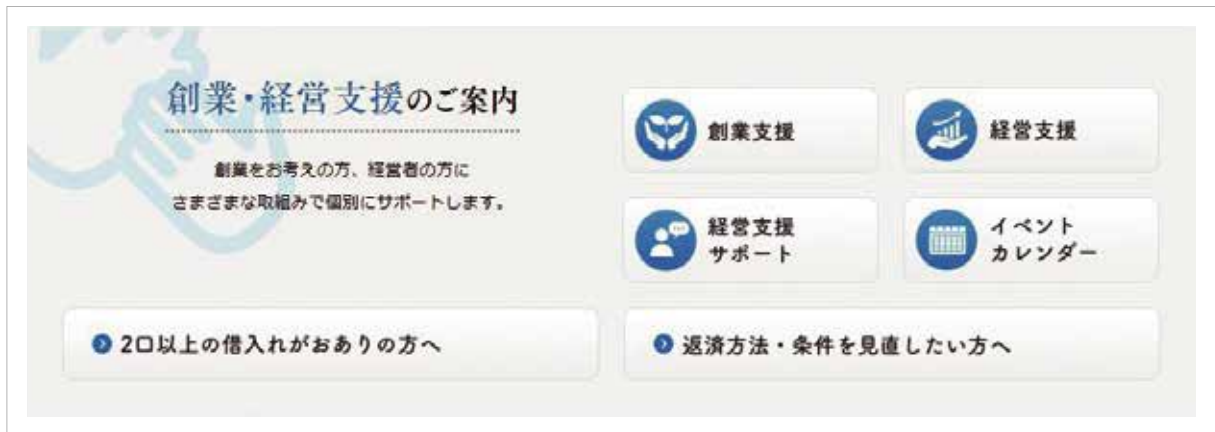 創業・経営支援のご案内
創業をお考えの方、経営者の方に
さまざまな取組みで個別にサポートします。
創業支援
経営支援
経営支援
サポート
イベント
カレンダー
2口以上の借入れがおありの方へ
返済方法・条件を見直したい方へ